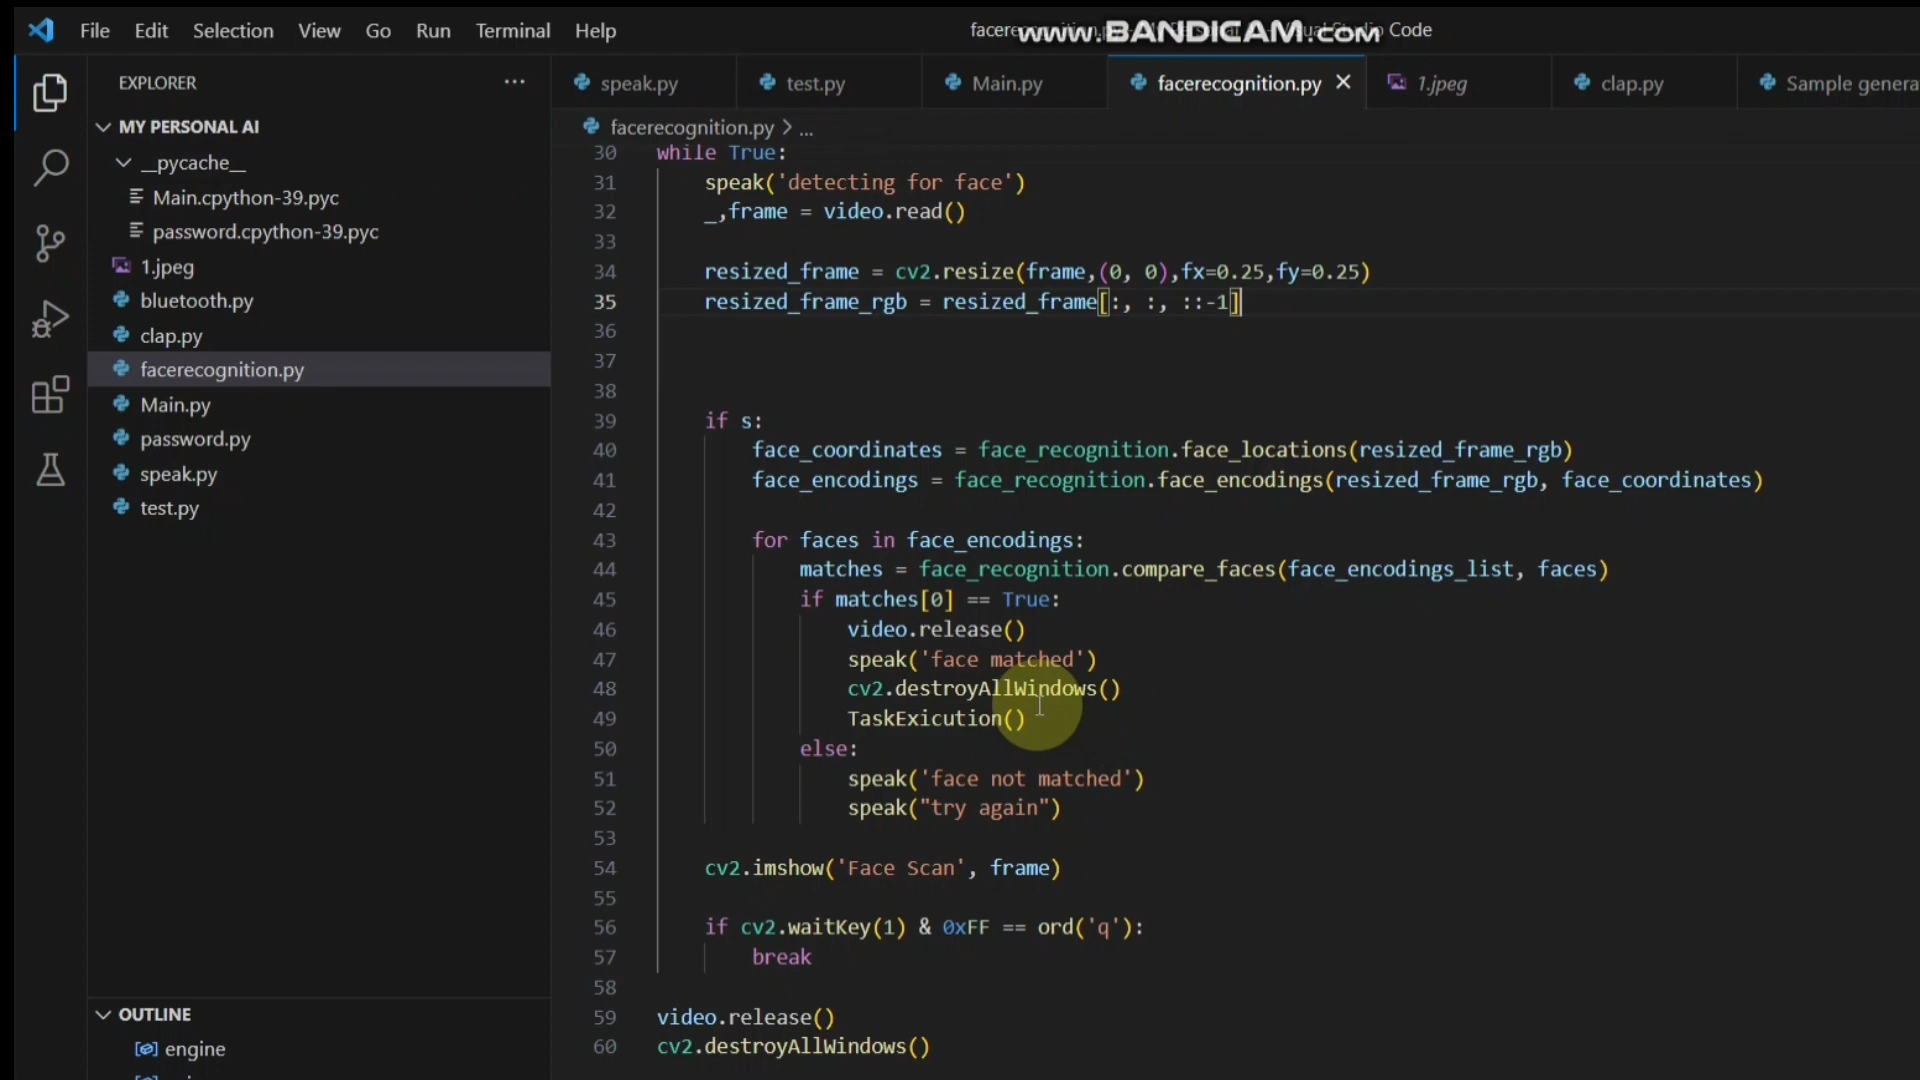 File Edit Selection View Go Run Terminal Help
www.BANDICAM.com
Code
EXPLORER
speak.py test.py Main.py facerecognition.py 1.jpeg clap.py Sample genera
MY PERSONAL AI
facerecognition.py > ...
__pycache__
Main.cpython-39.pyc
password.cpython-39.pyc
1.jpeg
bluetooth.py
clap.py
facerecognition.py
Main.py
password.py
speak.py
test.py
OUTLINE
engine
30 while True:
31 speak('detecting for face')
32 _,frame = video.read()
33
34 resized_frame = cv2.resize(frame,(0, 0),fx=0.25,fy=0.25)
35 resized_frame_rgb = resized_frame[:, :, ::-1]
36
37
38
39 if s:
40 face_coordinates = face_recognition.face_locations(resized_frame_rgb)
41 face_encodings = face_recognition.face_encodings(resized_frame_rgb, face_coordinates)
42
43 for faces in face_encodings:
44 matches = face_recognition.compare_faces(face_encodings_list, faces)
45 if matches[0] == True:
46 video.release()
47 speak('face matched')
48 cv2.destroyAllWindows()
49 TaskExicution()
50 else:
51 speak('face not matched')
52 speak("try again")
53
54 cv2.imshow('Face Scan', frame)
55
56 if cv2.waitKey(1) & 0xFF == ord('q'):
57 break
58
59 video.release()
60 cv2.destroyAllWindows()